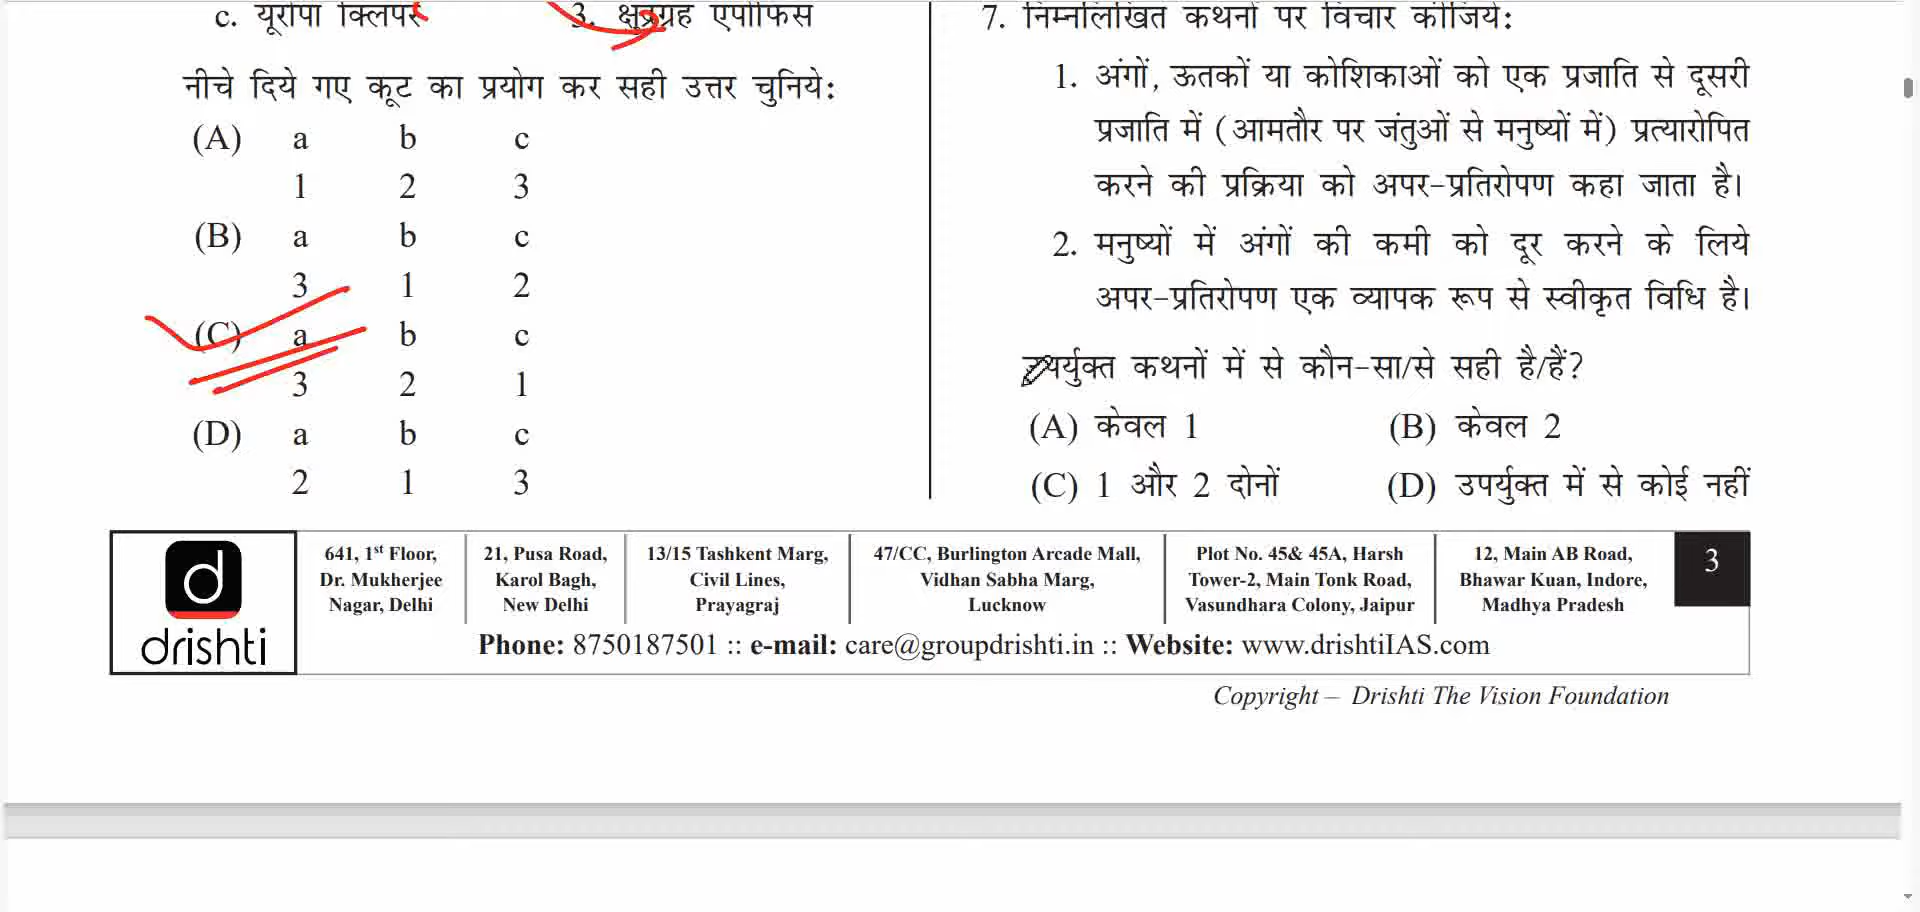 c. यूरोपा क्लिपर
3. क्षुद्रग्रह एपोफिस
नीचे दिये गए कूट का प्रयोग कर सही उत्तर चुनिये:
(A) a b c
1 2 3
(B) a b c
3 1 2
(C) a b c
3 2 1
(D) a b c
2 1 3
7. निम्नलिखित कथनों पर विचार कीजिये:
1. अंगों, ऊतकों या कोशिकाओं को एक प्रजाति से दूसरी
प्रजाति में (आमतौर पर जंतुओं से मनुष्यों में) प्रत्यारोपित
करने की प्रक्रिया को अपर-प्रतिरोपण कहा जाता है।
2. मनुष्यों में अंगों की कमी को दूर करने के लिये
अपर-प्रतिरोपण एक व्यापक रूप से स्वीकृत विधि है।
उपर्युक्त कथनों में से कौन-सा/से सही है/हैं?
(A) केवल 1 (B) केवल 2
(C) 1 और 2 दोनों (D) उपर्युक्त में से कोई नहीं
d
drishti
641, 1st Floor,
Dr. Mukherjee
Nagar, Delhi
21, Pusa Road,
Karol Bagh,
New Delhi
13/15 Tashkent Marg,
Civil Lines,
Prayagraj
47/CC, Burlington Arcade Mall,
Vidhan Sabha Marg,
Lucknow
Plot No. 45& 45A, Harsh
Tower-2, Main Tonk Road,
Vasundhara Colony, Jaipur
12, Main AB Road,
Bhawar Kuan, Indore,
Madhya Pradesh
3
Phone: 8750187501 :: e-mail: care@groupdrishti.in :: Website: www.drishtiIAS.com
Copyright – Drishti The Vision Foundation